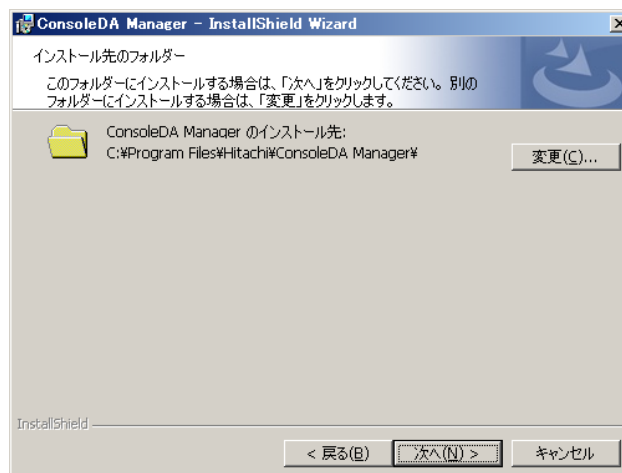 ConsoleDA Manager - InstallShield Wizard
インストール先のフォルダー
このフォルダーにインストールする場合は、「次へ」をクリックしてください。別の
フォルダーにインストールする場合は、「変更」をクリックします。
ConsoleDA Manager のインストール先:
C:¥Program Files¥Hitachi¥ConsoleDA Manager¥
変更(C)...
InstallShield
< 戻る(B)
次へ(N) >
キャンセル